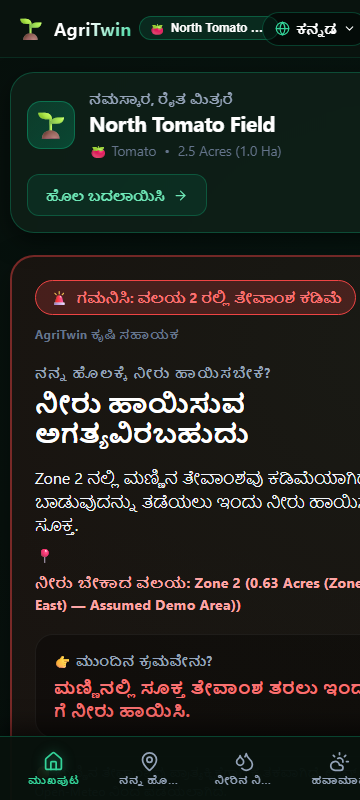 AgriTwin
North Tomato ...
ಕನ್ನಡ
ನಮಸ್ಕಾರ, ರೈತ ಮಿತ್ರರೆ
North Tomato Field
Tomato • 2.5 Acres (1.0 Ha)
ಹೊಲ ಬದಲಾಯಿಸಿ →
ಗಮನಿಸಿ: ವಲಯ 2 ರಲ್ಲಿ ತೇವಾಂಶ ಕಡಿಮೆ
AgriTwin ಕೃಷಿ ಸಹಾಯಕ
ನನ್ನ ಹೊಲಕ್ಕೆ ನೀರು ಹಾಯಿಸಬೇಕೆ?
ನೀರು ಹಾಯಿಸುವ
ಅಗತ್ಯವಿರಬಹುದು
Zone 2 ನಲ್ಲಿ ಮಣ್ಣಿನ ತೇವಾಂಶವು
ಬಾಡುವುದನ್ನು ತಡೆಯಲು ಇಂದು ನೀರು
ಸೂಕ್ತ.
ನೀರು ಬೇಕಾದ ವಲಯ: Zone 2 (0.63 Acres (Zone
East) — Assumed Demo Area))
ಮುಂದಿನ ಕ್ರಮವೇನು?
ಮಣ್ಣಿನಲ್ಲಿ ಸೂಕ್ತ ತೇವಾಂಶ ತರಲು
ಗೆ ನೀರು ಹಾಯಿಸಿ.
ಮುಖಪುಟ
ನನ್ನ ಹೊ...
ನೀರಿನ ನಿ...
ಹವಾಮಾ